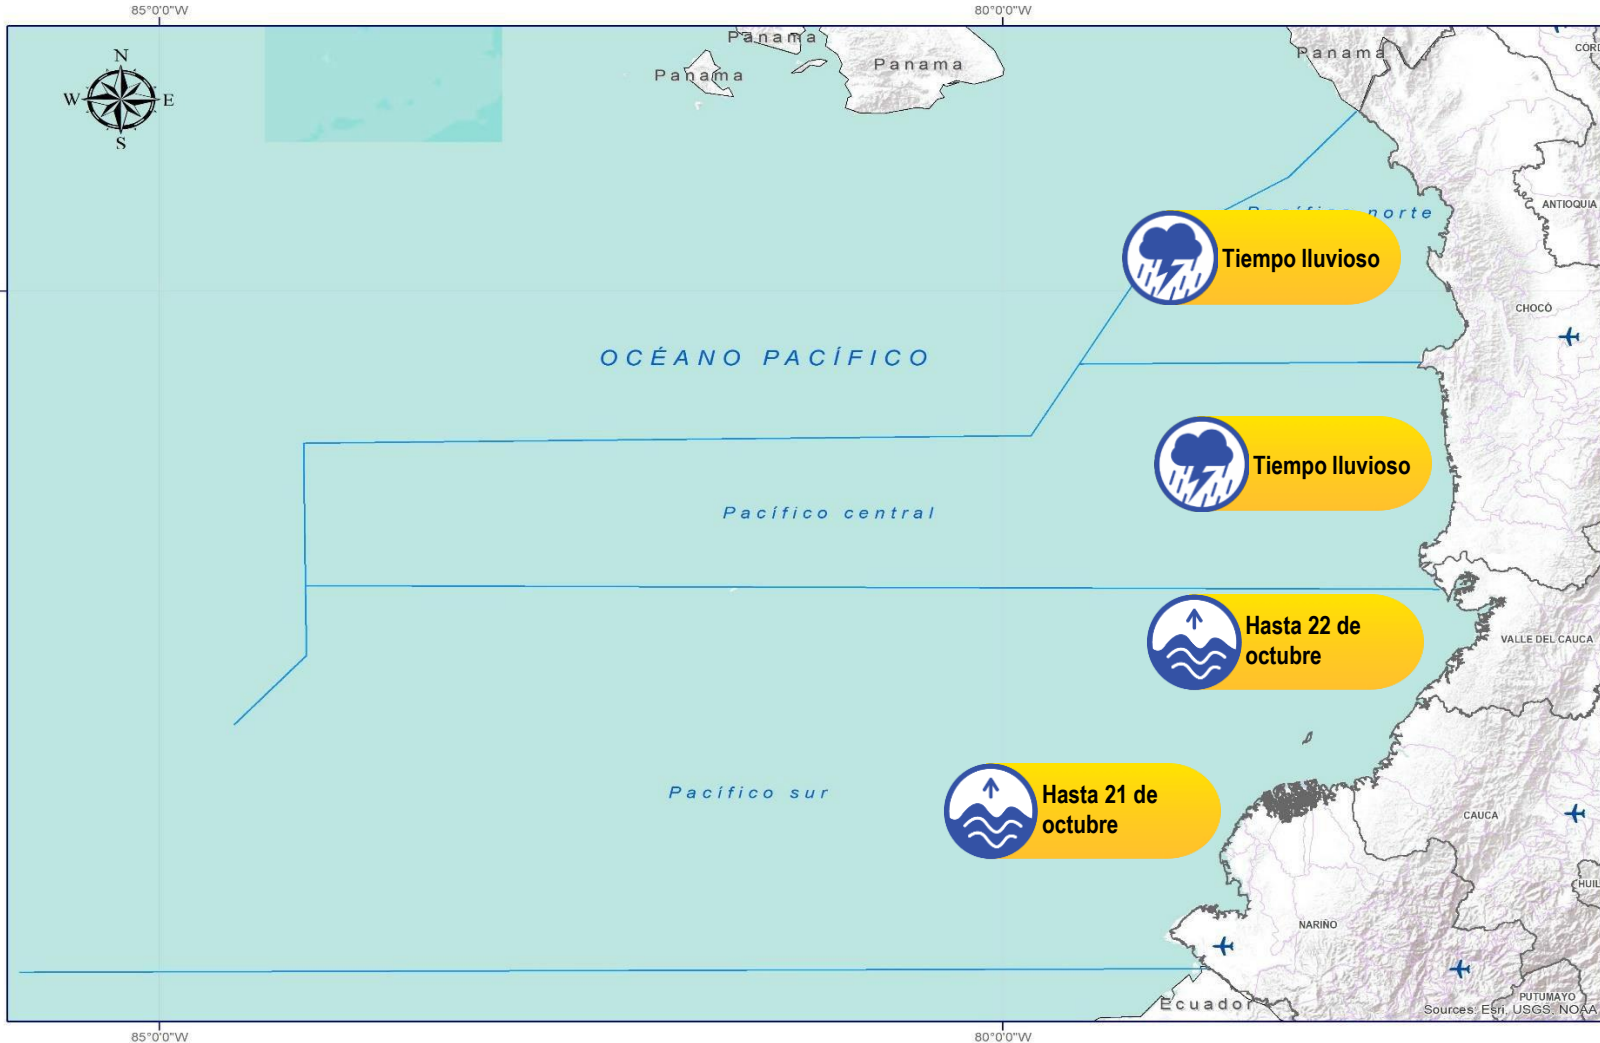 85°0'0"W
80°0'0"W
N
W
E
S
Panama
Panama
Panama
Panama
ANTIOQUIA
Pacífico norte
Tiempo lluvioso
CHOCÓ
OCÉANO PACÍFICO
Tiempo lluvioso
Pacífico central
Hasta 22 de
octubre
VALLE DEL CAUCA
Pacífico sur
Hasta 21 de
octubre
CAUCA
HUIL
NARIÑO
PUTUMAYO
Ecuador
Sources: Esri, USGS, NOAA
85°0'0"W
80°0'0"W